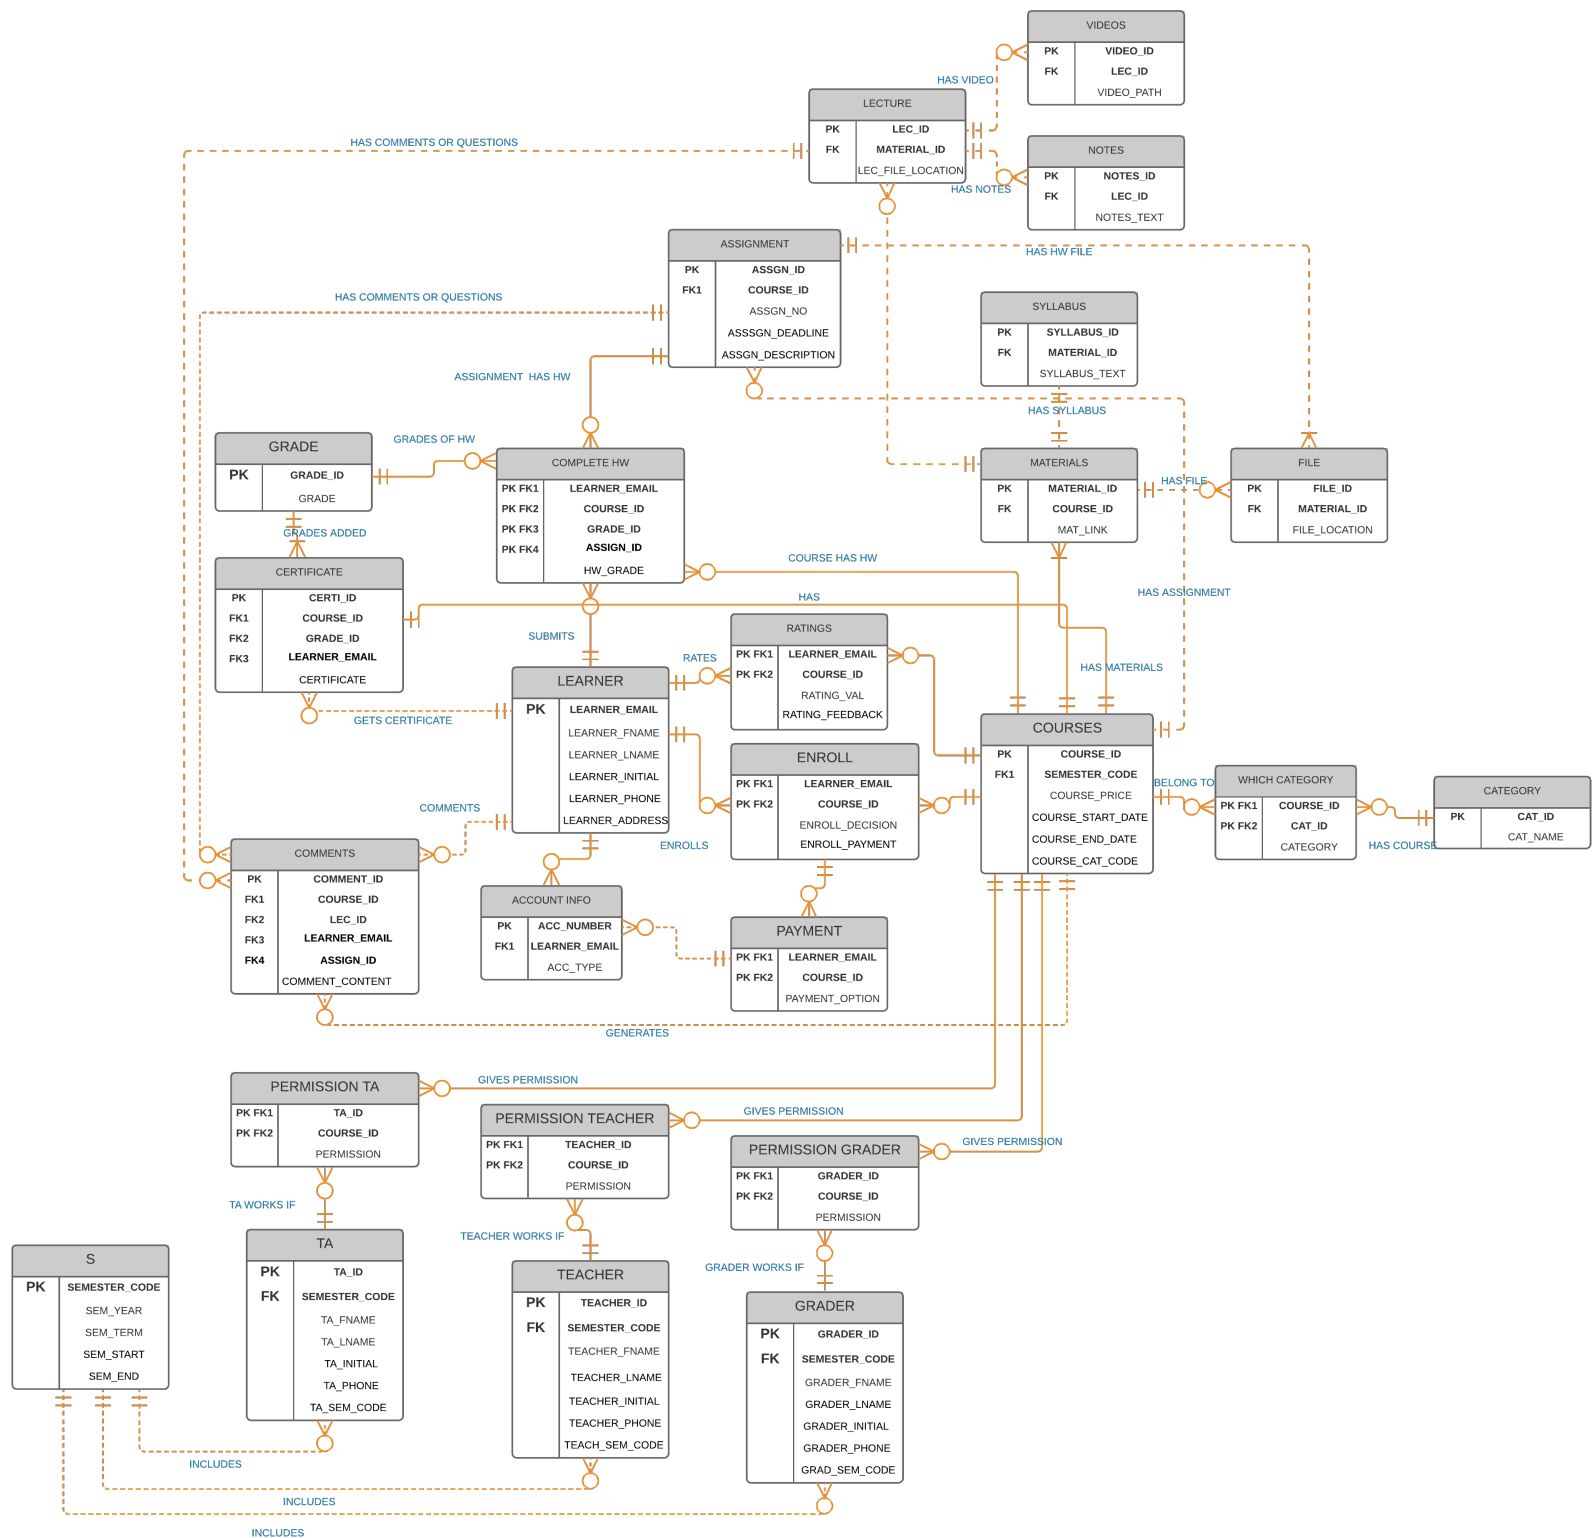 VIDEOS
PK VIDEO_ID
FK LEC_ID
VIDEO_PATH
HAS VIDEO
LECTURE
PK LEC_ID
FK MATERIAL_ID
LEC_FILE_LOCATION
HAS COMMENTS OR QUESTIONS
NOTES
PK NOTES_ID
FK LEC_ID
NOTES_TEXT
HAS NOTES
ASSIGNMENT
PK ASSGN_ID
FK1 COURSE_ID
ASSGN_NO
ASSSGN_DEADLINE
ASSGN_DESCRIPTION
HAS HW FILE
HAS COMMENTS OR QUESTIONS
SYLLABUS
PK SYLLABUS_ID
FK MATERIAL_ID
SYLLABUS_TEXT
ASSIGNMENT HAS HW
HAS SYLLABUS
GRADE
PK GRADE_ID
GRADE
GRADES OF HW
COMPLETE HW
PK FK1 LEARNER_EMAIL
PK FK2 COURSE_ID
PK FK3 GRADE_ID
PK FK4 ASSIGN_ID
HW_GRADE
MATERIALS
PK MATERIAL_ID
FK COURSE_ID
MAT_LINK
HAS FILE
FILE
PK FILE_ID
FK MATERIAL_ID
FILE_LOCATION
GRADES ADDED
COURSE HAS HW
CERTIFICATE
PK CERTI_ID
FK1 COURSE_ID
FK2 GRADE_ID
FK3 LEARNER_EMAIL
CERTIFICATE
HAS
HAS ASSIGNMENT
SUBMITS
RATES
RATINGS
PK FK1 LEARNER_EMAIL
PK FK2 COURSE_ID
RATING_VAL
RATING_FEEDBACK
HAS MATERIALS
GETS CERTIFICATE
LEARNER
PK LEARNER_EMAIL
LEARNER_FNAME
LEARNER_LNAME
LEARNER_INITIAL
LEARNER_PHONE
LEARNER_ADDRESS
COURSES
PK COURSE_ID
FK1 SEMESTER_CODE
COURSE_PRICE
COURSE_START_DATE
COURSE_END_DATE
COURSE_CAT_CODE
ENROLL
PK FK1 LEARNER_EMAIL
PK FK2 COURSE_ID
ENROLL_DECISION
ENROLL_PAYMENT
BELONG TO
WHICH CATEGORY
PK FK1 COURSE_ID
PK FK2 CAT_ID
CATEGORY
HAS COURSE
CATEGORY
PK CAT_ID
CAT_NAME
COMMENTS
ENROLLS
COMMENTS
PK COMMENT_ID
FK1 COURSE_ID
FK2 LEC_ID
FK3 LEARNER_EMAIL
FK4 ASSIGN_ID
COMMENT_CONTENT
ACCOUNT INFO
PK ACC_NUMBER
FK1 LEARNER_EMAIL
ACC_TYPE
PAYMENT
PK FK1 LEARNER_EMAIL
PK FK2 COURSE_ID
PAYMENT_OPTION
GENERATES
PERMISSION TA
PK FK1 TA_ID
PK FK2 COURSE_ID
PERMISSION
GIVES PERMISSION
PERMISSION TEACHER
PK FK1 TEACHER_ID
PK FK2 COURSE_ID
PERMISSION
GIVES PERMISSION
PERMISSION GRADER
PK FK1 GRADER_ID
PK FK2 COURSE_ID
PERMISSION
GIVES PERMISSION
TA WORKS IF
TEACHER WORKS IF
GRADER WORKS IF
S
PK SEMESTER_CODE
SEM_YEAR
SEM_TERM
SEM_START
SEM_END
TA
PK TA_ID
FK SEMESTER_CODE
TA_FNAME
TA_LNAME
TA_INITIAL
TA_PHONE
TA_SEM_CODE
TEACHER
PK TEACHER_ID
FK SEMESTER_CODE
TEACHER_FNAME
TEACHER_LNAME
TEACHER_INITIAL
TEACHER_PHONE
TEACH_SEM_CODE
GRADER
PK GRADER_ID
FK SEMESTER_CODE
GRADER_FNAME
GRADER_LNAME
GRADER_INITIAL
GRADER_PHONE
GRAD_SEM_CODE
INCLUDES
INCLUDES
INCLUDES